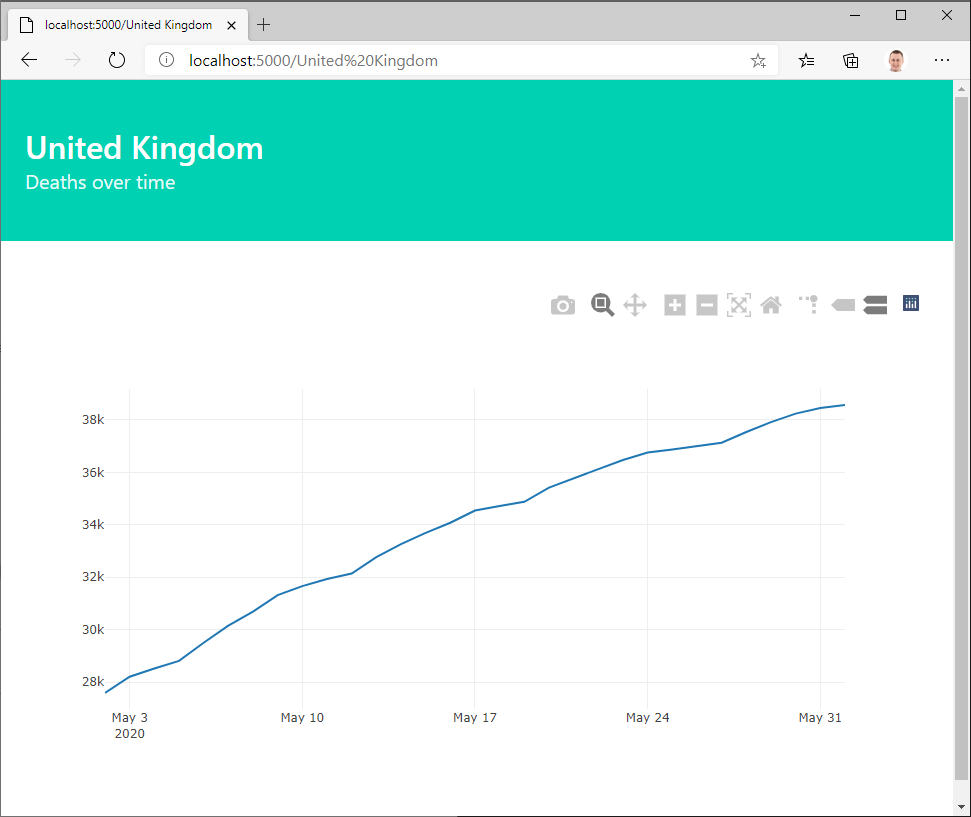 localhost:5000/United Kingdom
localhost:5000/United%20Kingdom
United Kingdom
Deaths over time
38k
36k
34k
32k
30k
28k
May 3 May 10 May 17 May 24 May 31
2020